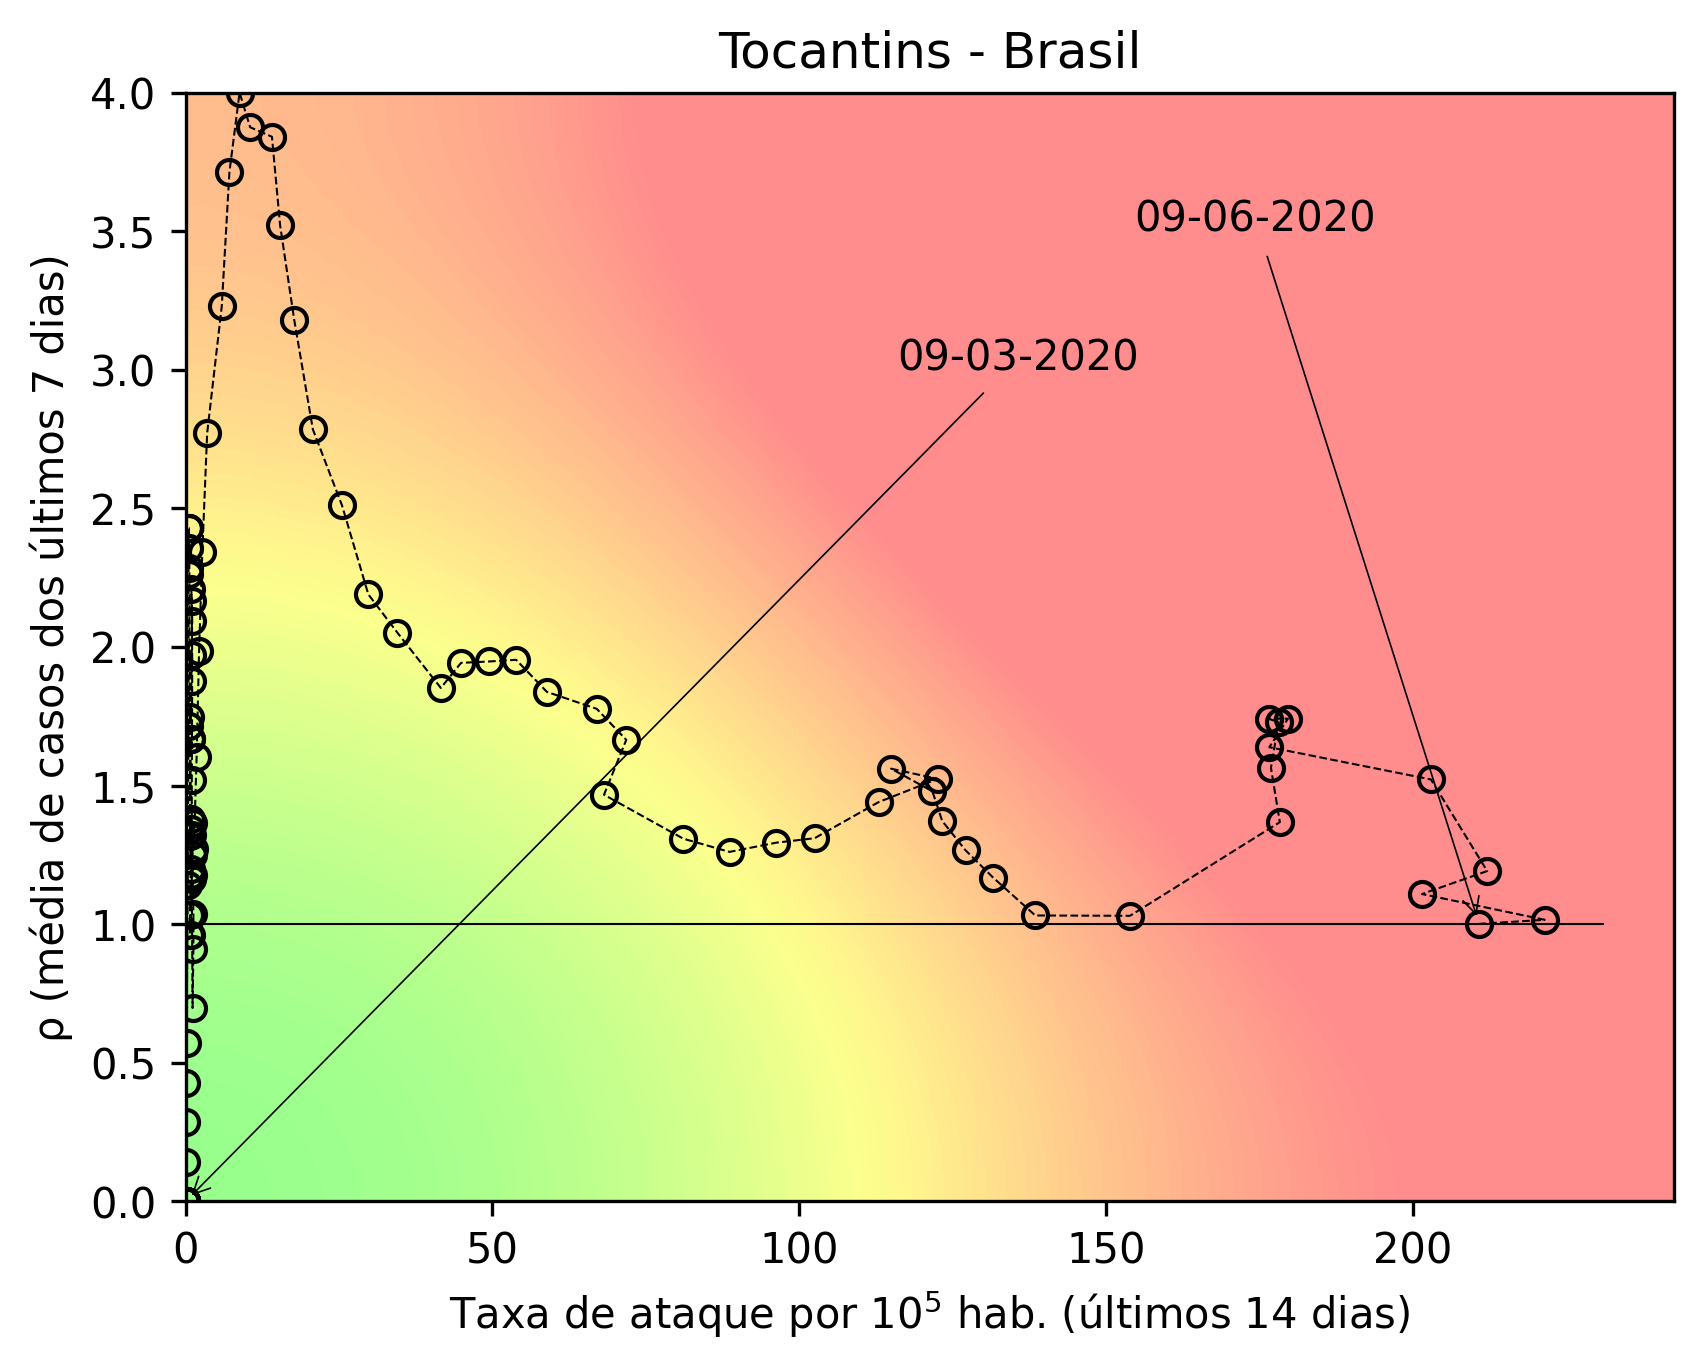 Tocantins - Brasil
4.0
3.5
3.0
2.5
2.0
1.5
1.0
0.5
0.0
ρ (média de casos dos últimos 7 dias)
09-06-2020
09-03-2020
0 50 100 150 200
Taxa de ataque por 10⁵ hab. (últimos 14 dias)